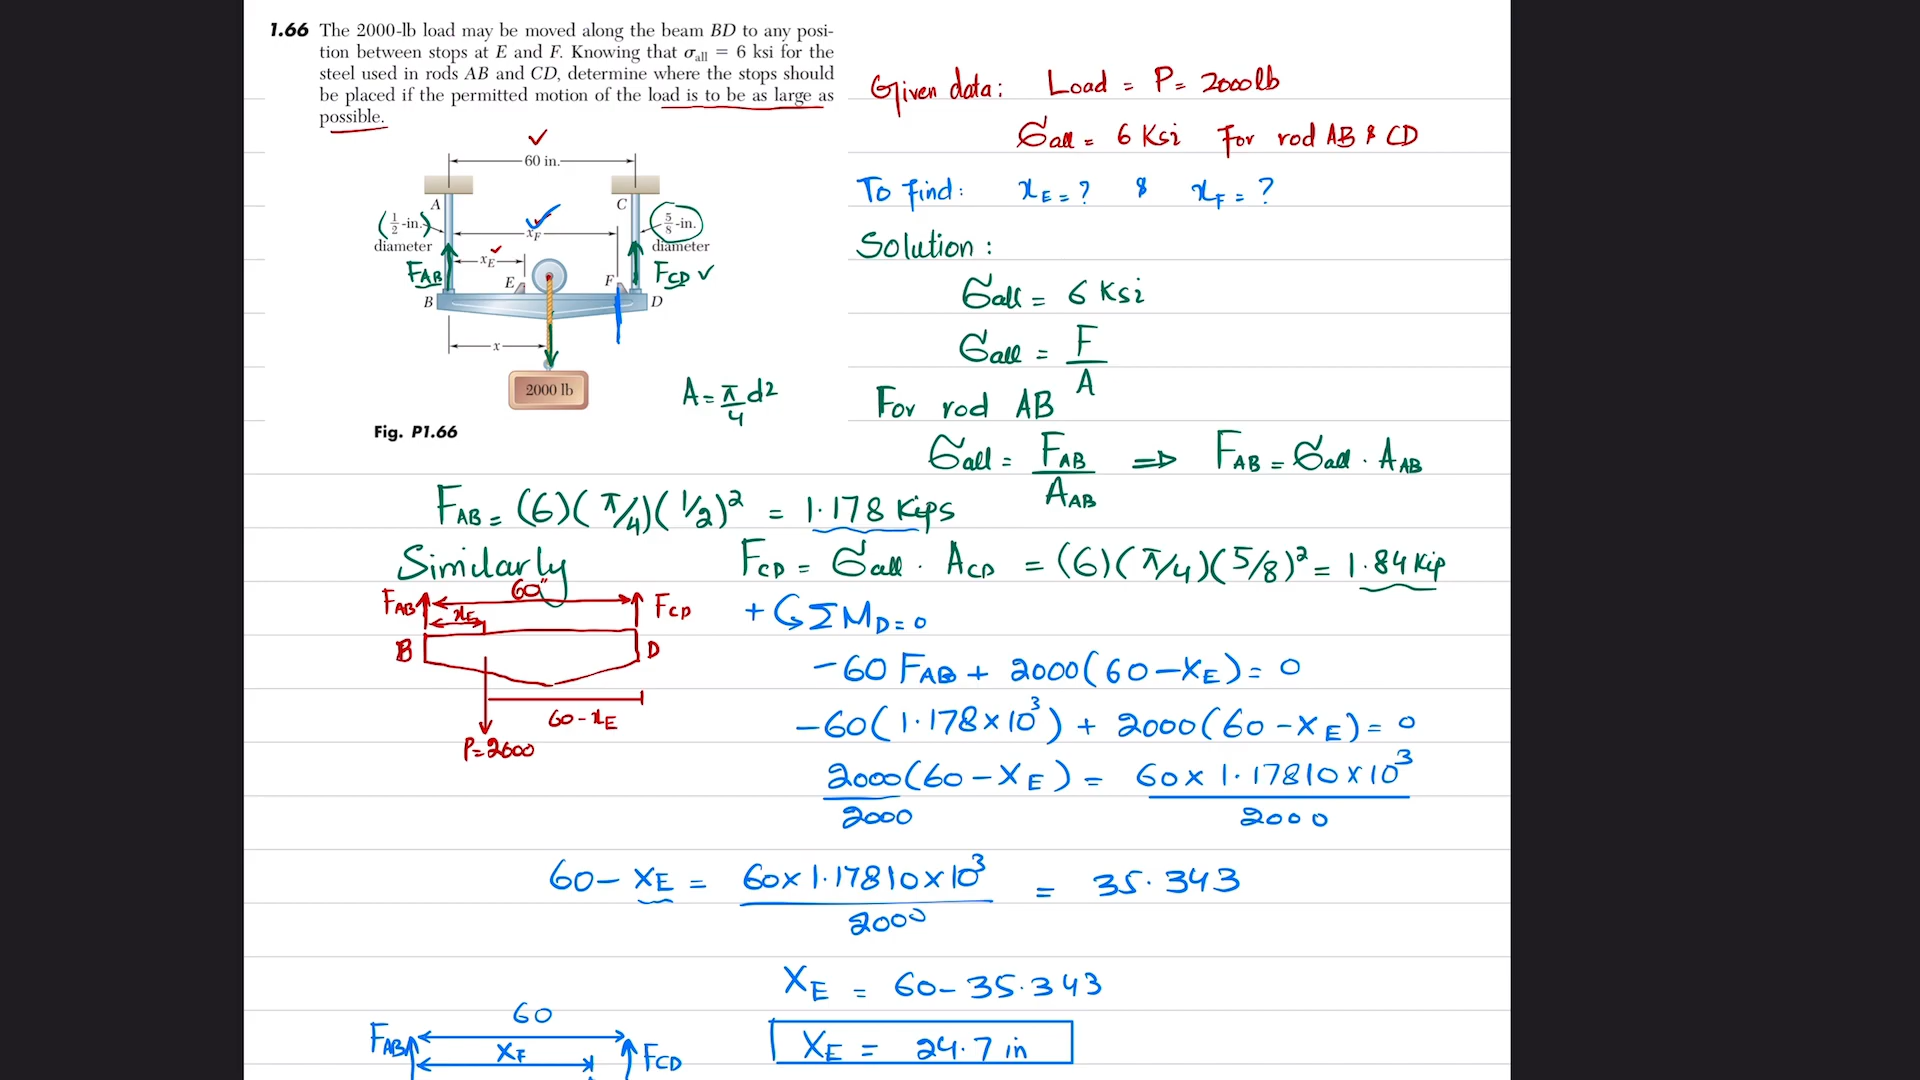 1.66 The 2000-lb load may be moved along the beam BD to any posi-
tion between stops at E and F. Knowing that σall = 6 ksi for the
steel used in rods AB and CD, determine where the stops should
be placed if the permitted motion of the load is to be as large as
possible.
60 in.
A
C
1/2-in.
diameter
5/8-in.
diameter
xF
xE
FAB
FCD
E
F
B
D
x
2000 lb
A = π/4 d²
Fig. P1.66
Given data: Load = P = 2000lb
σall = 6 Ksi For rod AB & CD
To find: xE = ? & xF = ?
Solution:
σall = 6 Ksi
σall = F/A
For rod AB
σall = FAB/AAB ⇒ FAB = σall · AAB
FAB = (6)(π/4)(1/2)² = 1.178 Kips
Similarly FCD = σall · ACD = (6)(π/4)(5/8)² = 1.84 Kip
60"
FAB
xE
FCD
B
D
60-xE
P=2000
+ ↺ ΣMD = 0
-60 FAB + 2000(60-XE) = 0
-60(1.178×10³) + 2000(60-XE) = 0
2000(60-XE)/2000 = 60×1.17810×10³/2000
60-XE = 60×1.17810×10³/2000 = 35.343
XE = 60-35.343
XE = 24.7 in
60
FAB
XF
FCD